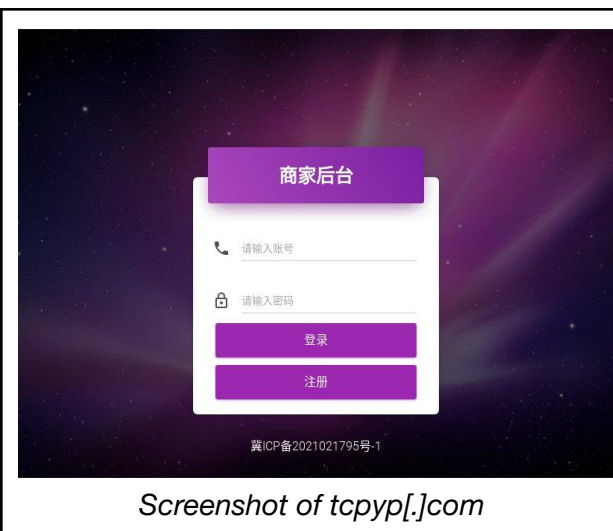 商家后台
请输入账号
请输入密码
登录
注册
冀ICP备2021021795号-1
Screenshot of tcpyp[.]com